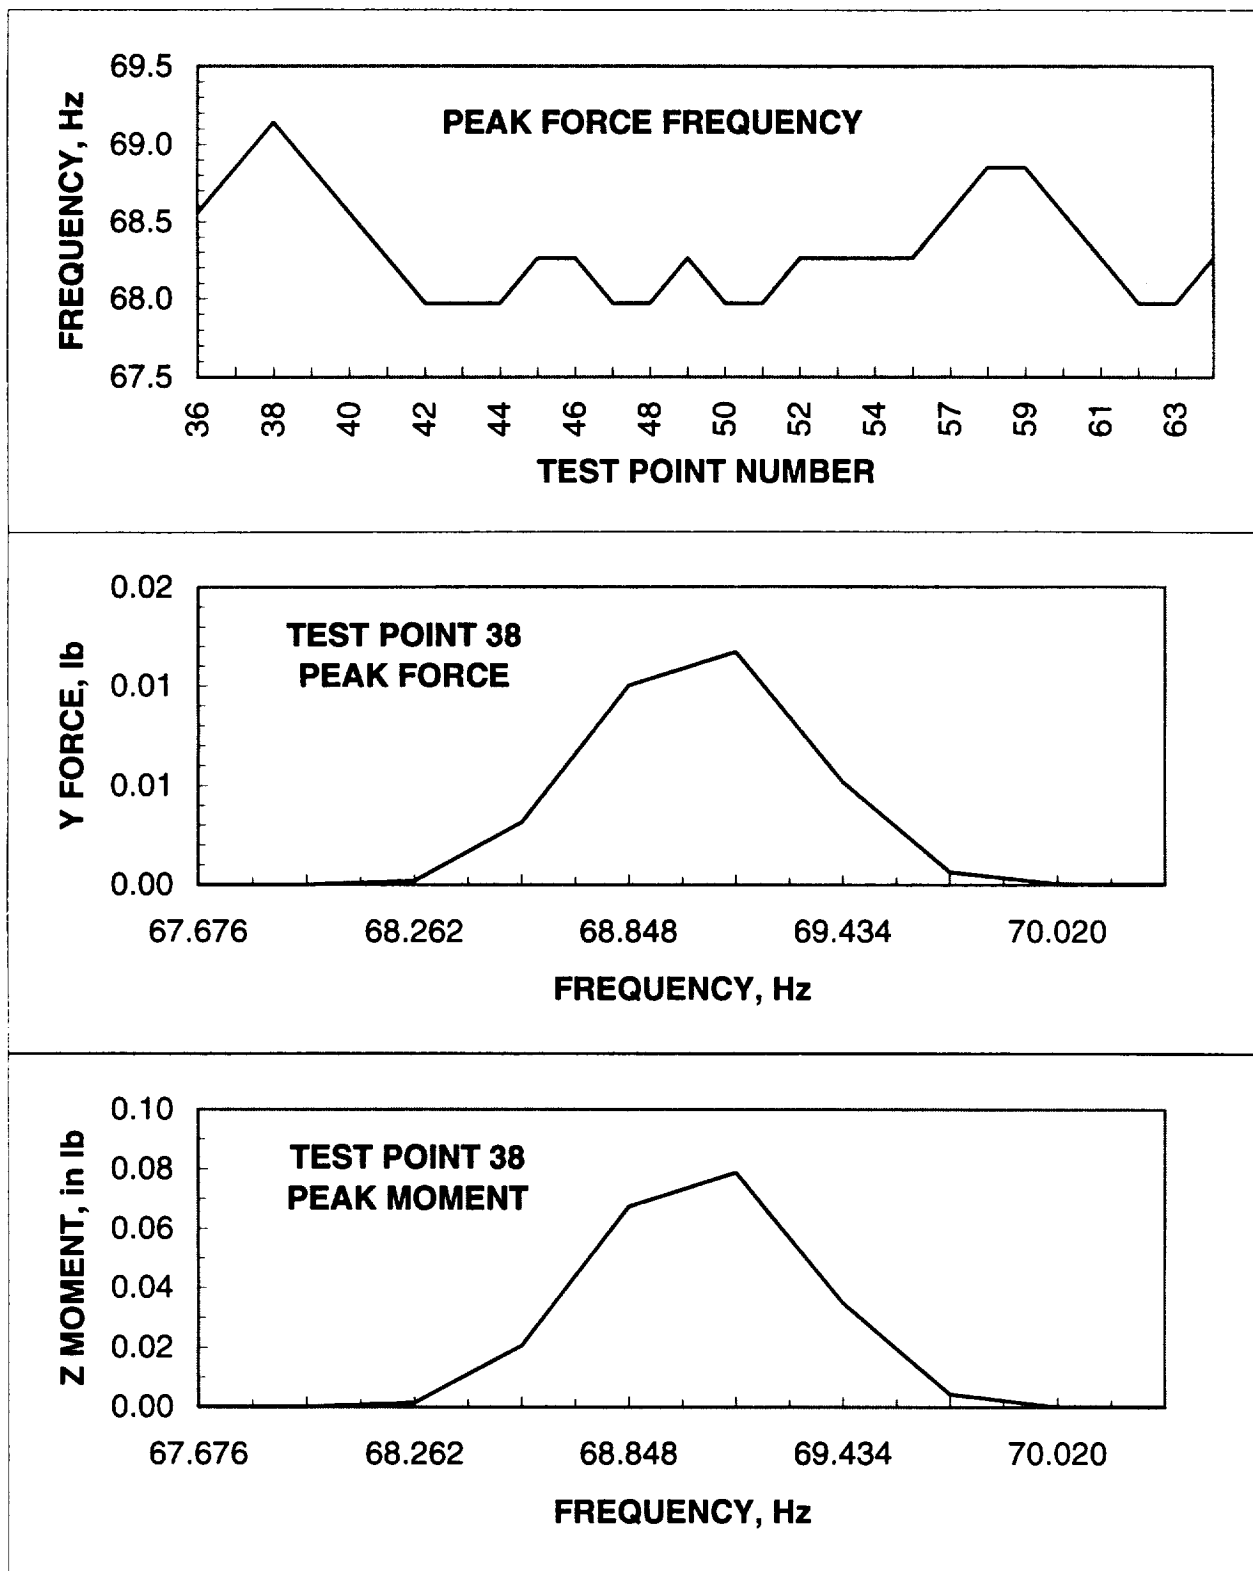 PEAK FORCE FREQUENCY
FREQUENCY, Hz
69.5
69.0
68.5
68.0
67.5
36 38 40 42 44 46 48 50 52 54 57 59 61 63
TEST POINT NUMBER
TEST POINT 38
PEAK FORCE
Y FORCE, lb
0.02
0.01
0.01
0.00
67.676 68.262 68.848 69.434 70.020
FREQUENCY, Hz
TEST POINT 38
PEAK MOMENT
Z MOMENT, in lb
0.10
0.08
0.06
0.04
0.02
0.00
67.676 68.262 68.848 69.434 70.020
FREQUENCY, Hz